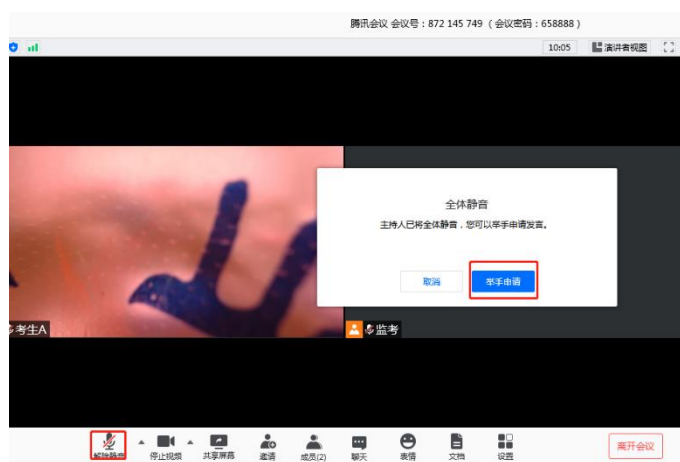 腾讯会议 会议号：872 145 749 （会议密码：658888）
10:05 演讲者视图
全体静音
主持人已将全体静音，您可以举手申请发言。
取消 举手申请
考生A 监考
解除静音 停止视频 共享屏幕 邀请 成员(2) 聊天 表情 文档 设置 离开会议